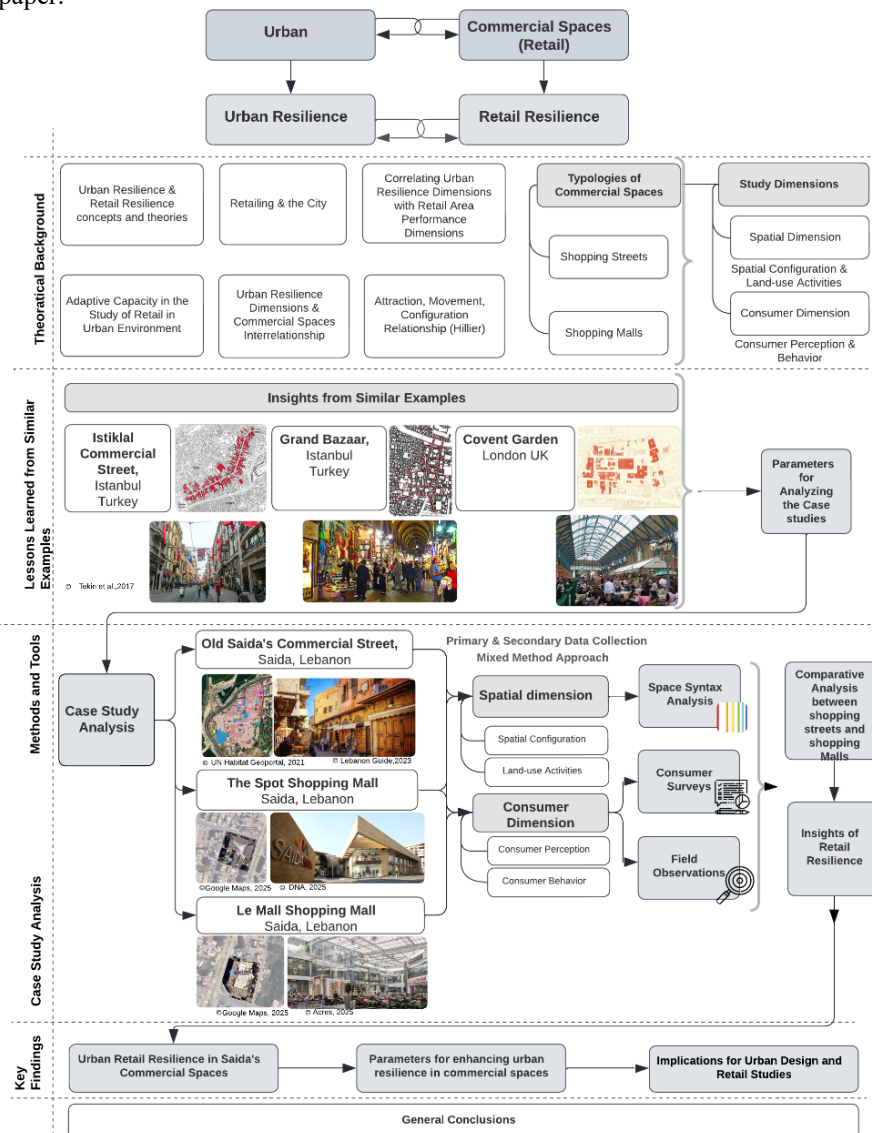 paper.
Urban
Commercial Spaces
(Retail)
Urban Resilience
Retail Resilience
Theoratical Background
Urban Resilience &
Retail Resilience
concepts and theories
Retailing & the City
Correlating Urban
Resilience Dimensions
with Retail Area
Performance
Dimensions
Typologies of
Commercial Spaces
Study Dimensions
Shopping Streets
Spatial Dimension
Spatial Configuration &
Land-use Activities
Adaptive Capacity in the
Study of Retail in
Urban Environment
Urban Resilience
Dimensions &
Commercial Spaces
Interrelationship
Attraction, Movement,
Configuration
Relationship (Hillier)
Shopping Malls
Consumer Dimension
Consumer Perception &
Behavior
Lessons Learned from Similar
Examples
Insights from Similar Examples
Istiklal
Commercial
Street,
Istanbul
Turkey
Grand Bazaar,
Istanbul
Turkey
Covent Garden
London UK
Parameters
for
Analyzing
the Case
studies
© Tekin et al.,2017
Methods and Tools
Case Study
Analysis
Old Saida's Commercial Street,
Saida, Lebanon
© UN Habitat Geoportal, 2021
© Lebanon Guide,2023
The Spot Shopping Mall
Saida, Lebanon
SAIDA
©Google Maps, 2025
© DNA, 2025
Le Mall Shopping Mall
Saida, Lebanon
©Google Maps, 2025
© Acres, 2025
Primary & Secondary Data Collection
Mixed Method Approach
Spatial dimension
Spatial Configuration
Land-use Activities
Consumer
Dimension
Consumer Perception
Consumer Behavior
Space Syntax
Analysis
Consumer
Surveys
Field
Observations
Comparative
Analysis
between
shopping
streets and
shopping
Malls
Insights of
Retail
Resilience
Case Study Analysis
Key
Findings
Urban Retail Resilience in Saida's
Commercial Spaces
Parameters for enhancing urban
resilience in commercial spaces
Implications for Urban Design and
Retail Studies
General Conclusions